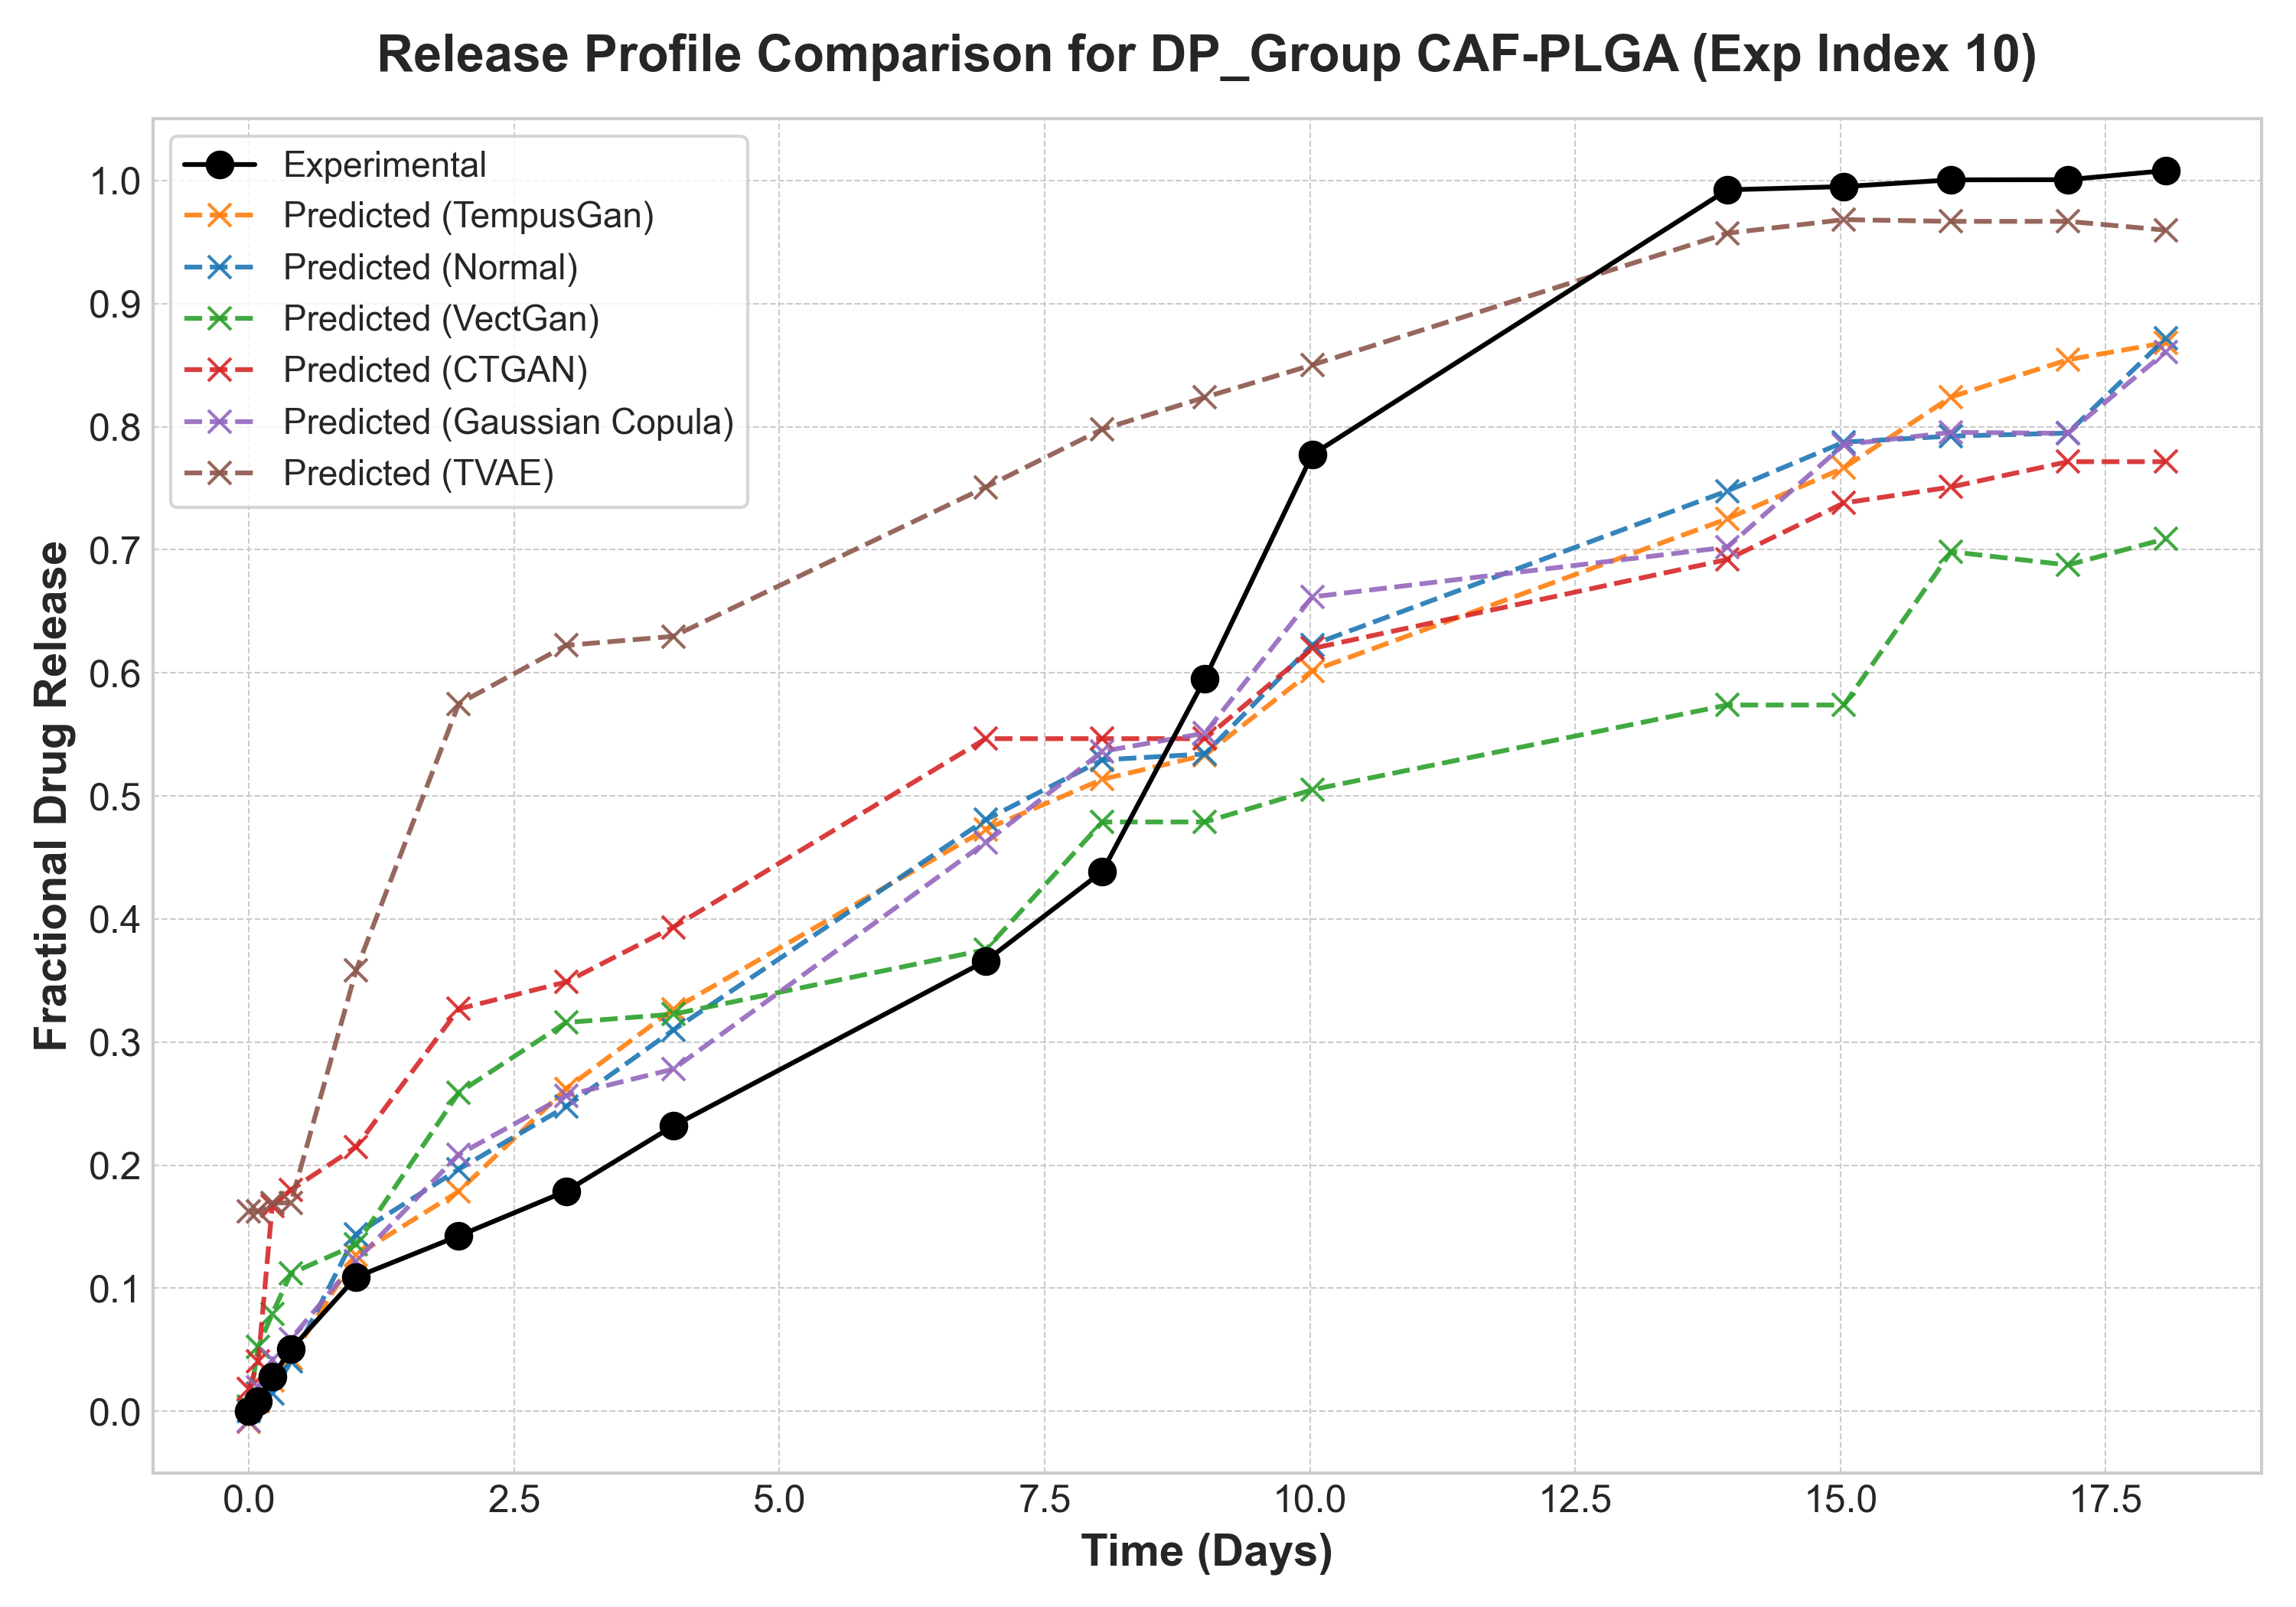 Release Profile Comparison for DP_Group CAF-PLGA (Exp Index 10)
Experimental
Predicted (TempusGan)
Predicted (Normal)
Predicted (VectGan)
Predicted (CTGAN)
Predicted (Gaussian Copula)
Predicted (TVAE)
Fractional Drug Release
1.0
0.9
0.8
0.7
0.6
0.5
0.4
0.3
0.2
0.1
0.0
0.0 2.5 5.0 7.5 10.0 12.5 15.0 17.5
Time (Days)